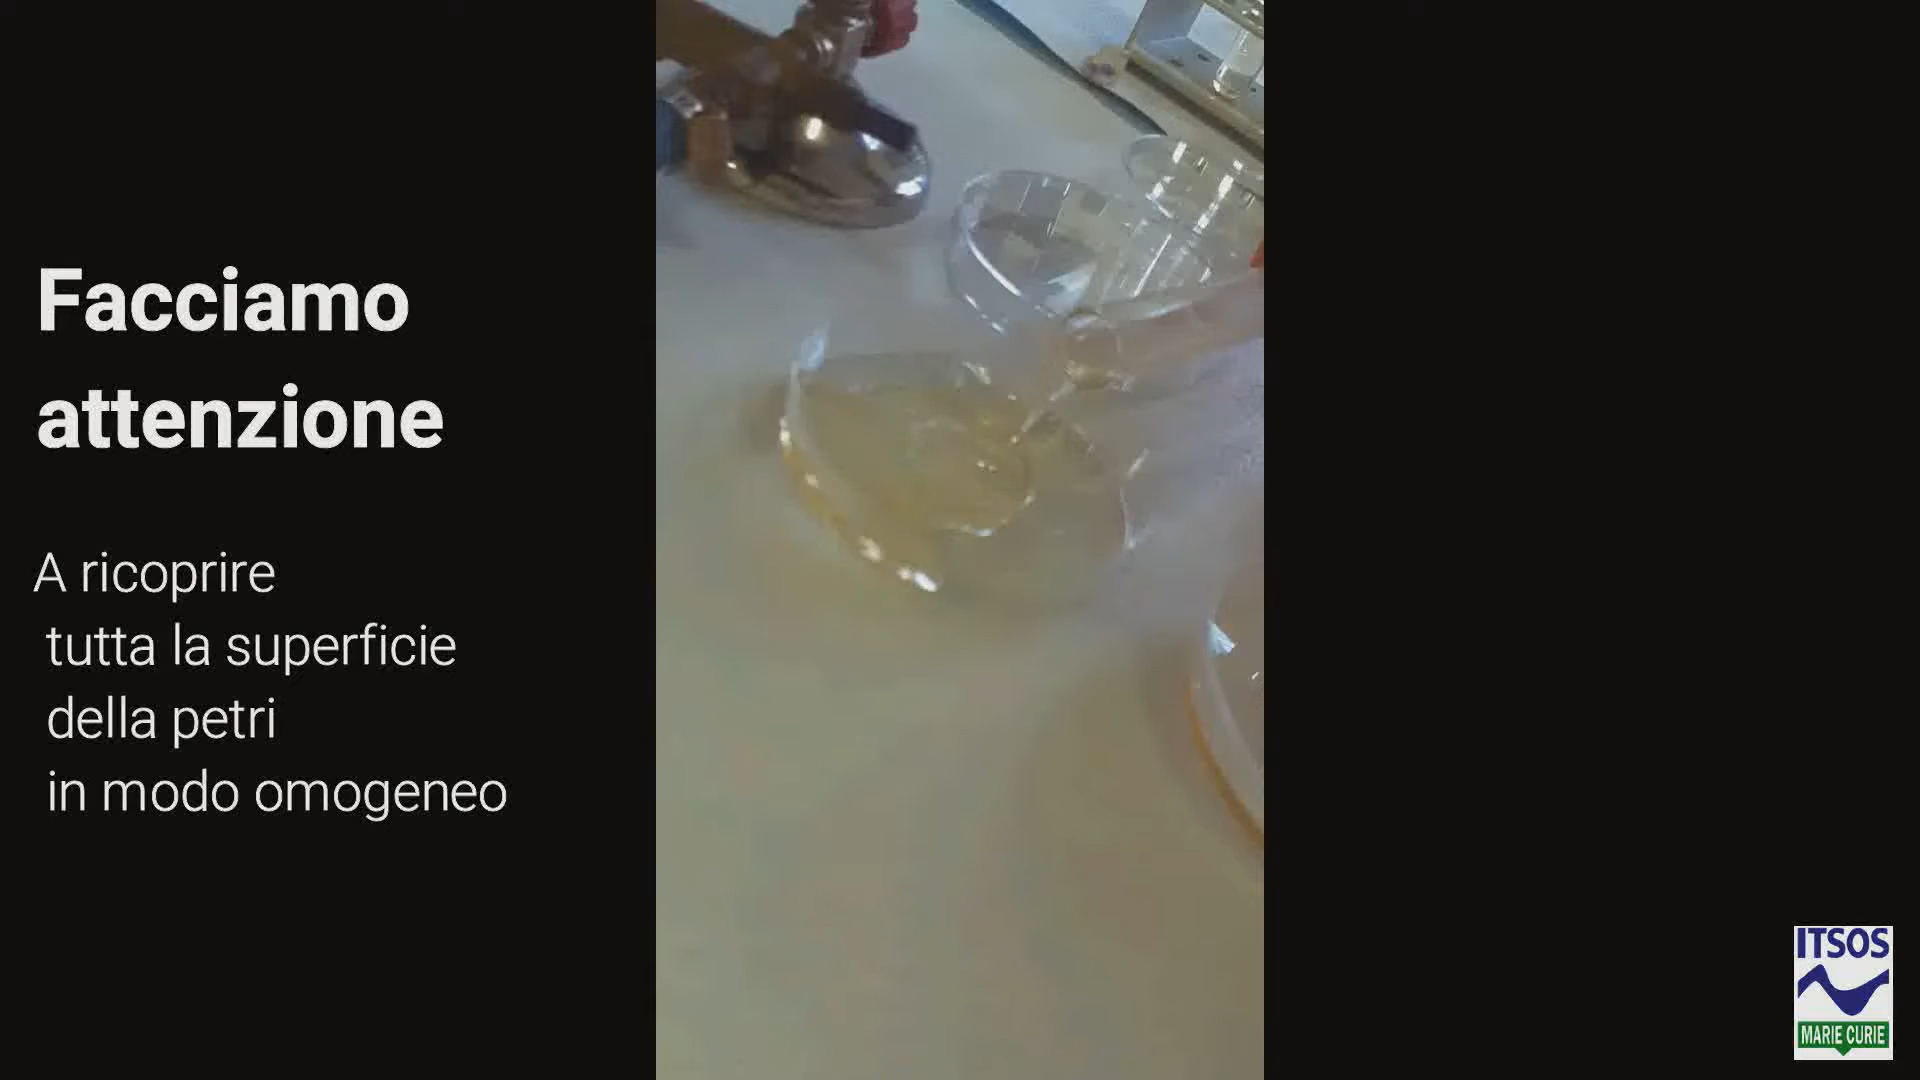 Facciamo
attenzione
A ricoprire
tutta la superficie
della petri
in modo omogeneo
ITSOS
MARIE CURIE